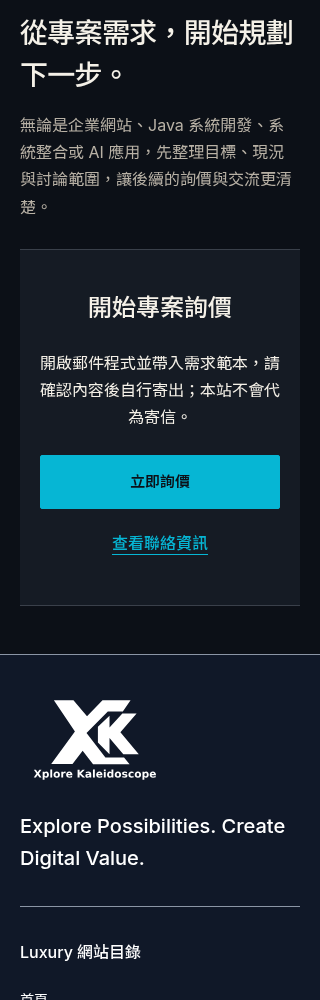 從專案需求，開始規劃
下一步。
無論是企業網站、Java 系統開發、系
統整合或 AI 應用，先整理目標、現況
與討論範圍，讓後續的詢價與交流更清
楚。
開始專案詢價
開啟郵件程式並帶入需求範本，請
確認內容後自行寄出；本站不會代
為寄信。
立即詢價
查看聯絡資訊
XK
Xplore Kaleidoscope
Explore Possibilities. Create
Digital Value.
Luxury 網站目錄
首頁